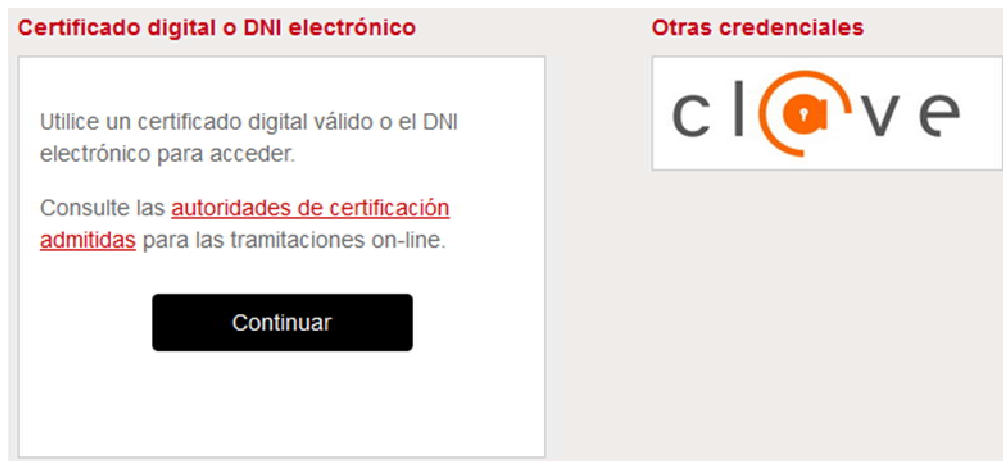 Certificado digital o DNI electrónico
Utilice un certificado digital válido o el DNI
electrónico para acceder.
Consulte las autoridades de certificación
admitidas para las tramitaciones on-line.
Continuar
Otras credenciales
cl@ve